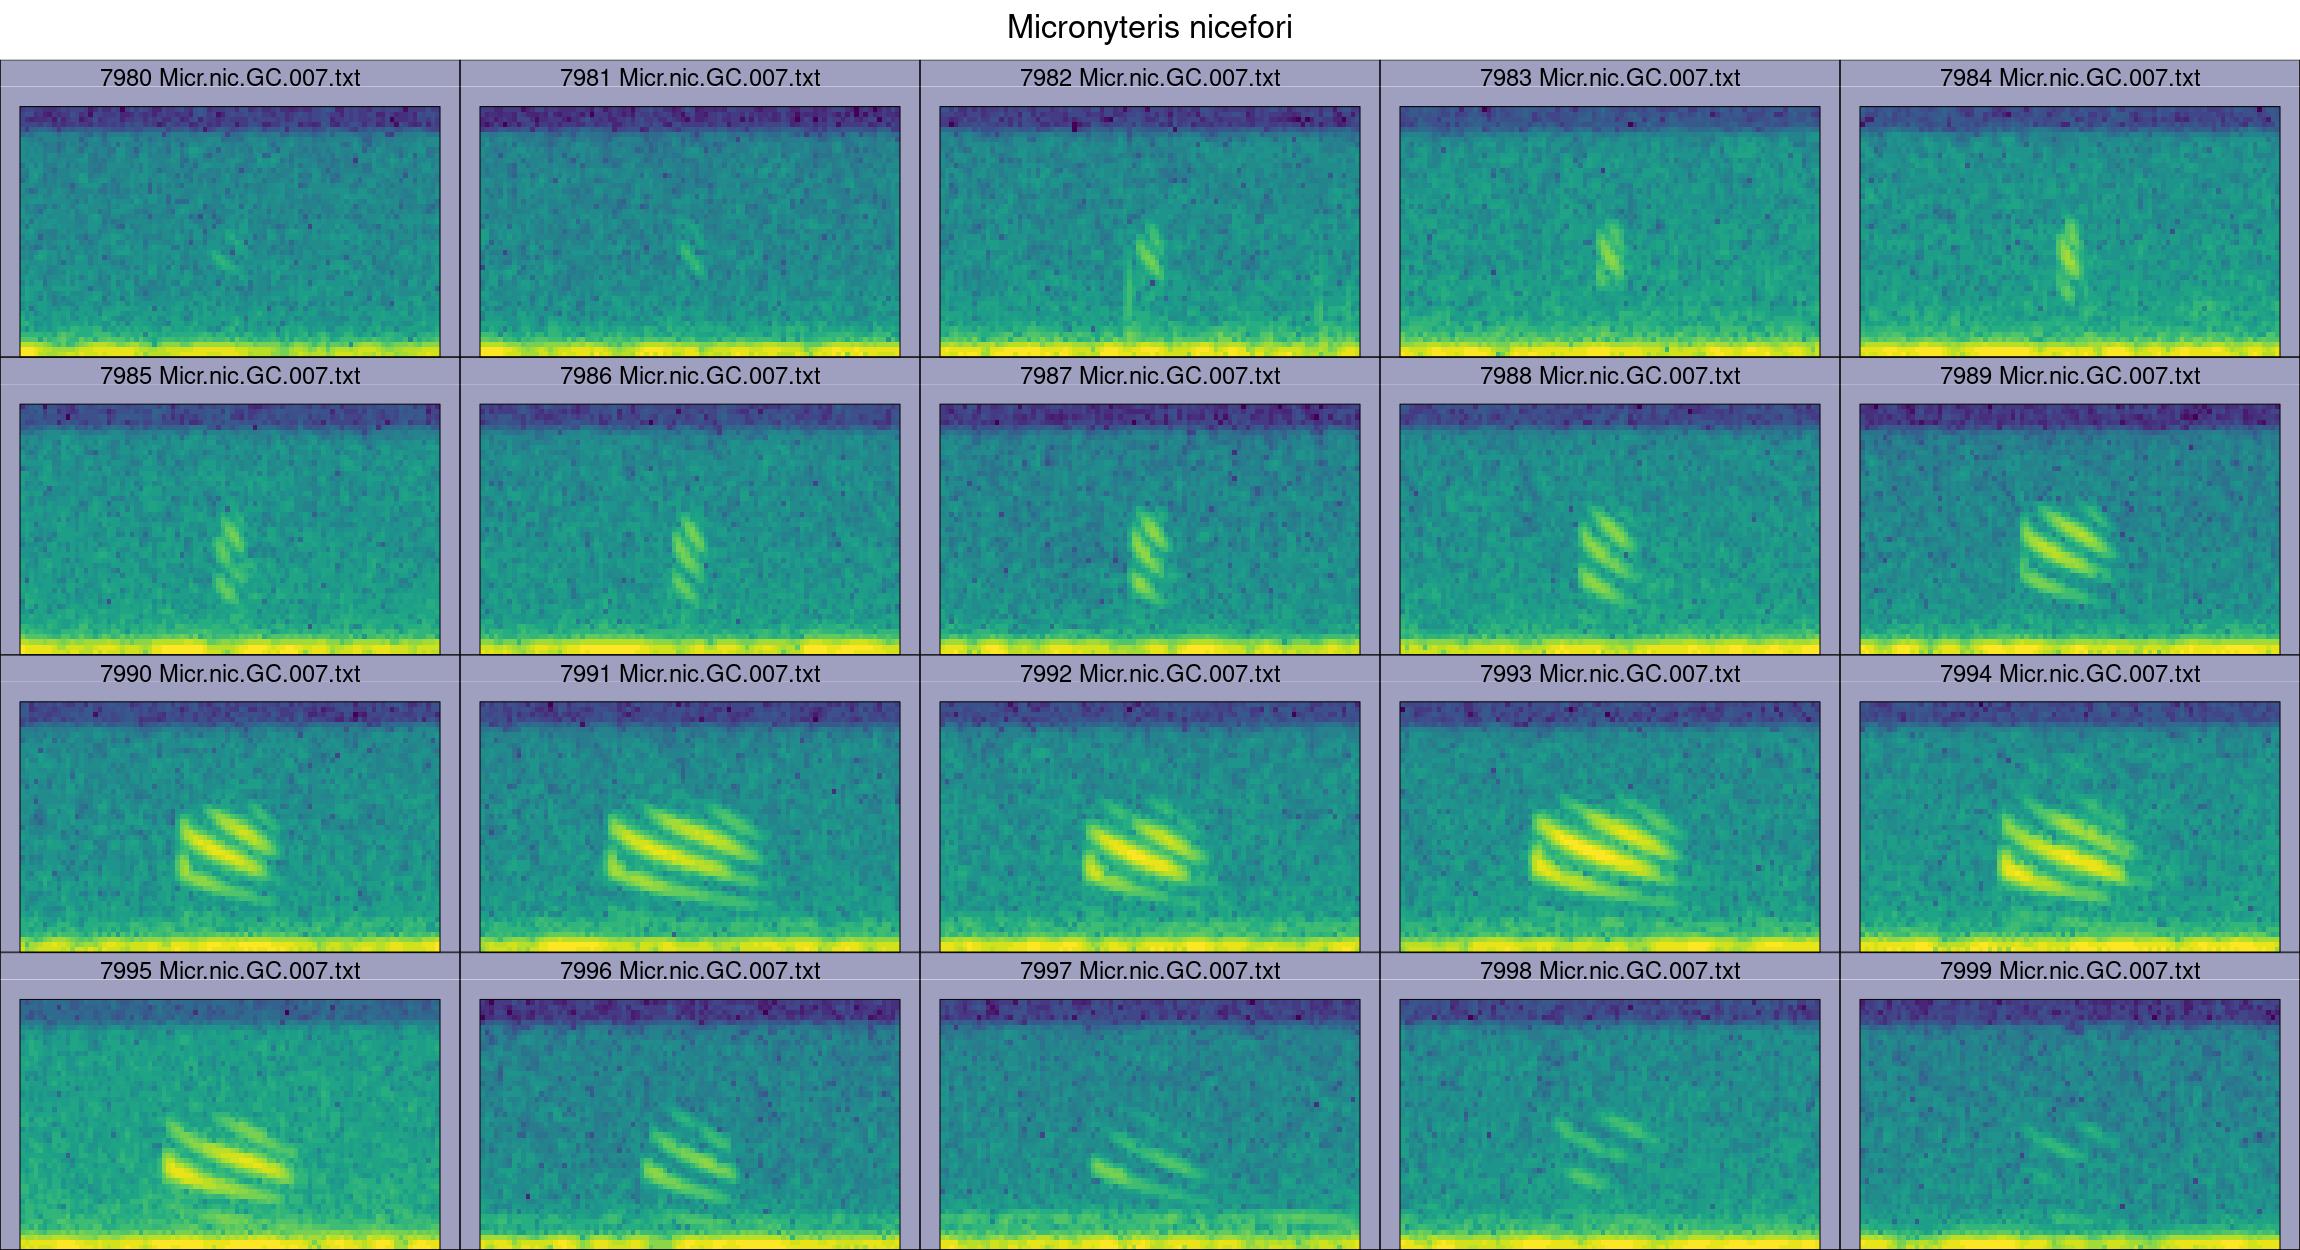 Micronyteris nicefori
7980 Micr.nic.GC.007.txt
7981 Micr.nic.GC.007.txt
7982 Micr.nic.GC.007.txt
7983 Micr.nic.GC.007.txt
7984 Micr.nic.GC.007.txt
7985 Micr.nic.GC.007.txt
7986 Micr.nic.GC.007.txt
7987 Micr.nic.GC.007.txt
7988 Micr.nic.GC.007.txt
7989 Micr.nic.GC.007.txt
7990 Micr.nic.GC.007.txt
7991 Micr.nic.GC.007.txt
7992 Micr.nic.GC.007.txt
7993 Micr.nic.GC.007.txt
7994 Micr.nic.GC.007.txt
7995 Micr.nic.GC.007.txt
7996 Micr.nic.GC.007.txt
7997 Micr.nic.GC.007.txt
7998 Micr.nic.GC.007.txt
7999 Micr.nic.GC.007.txt